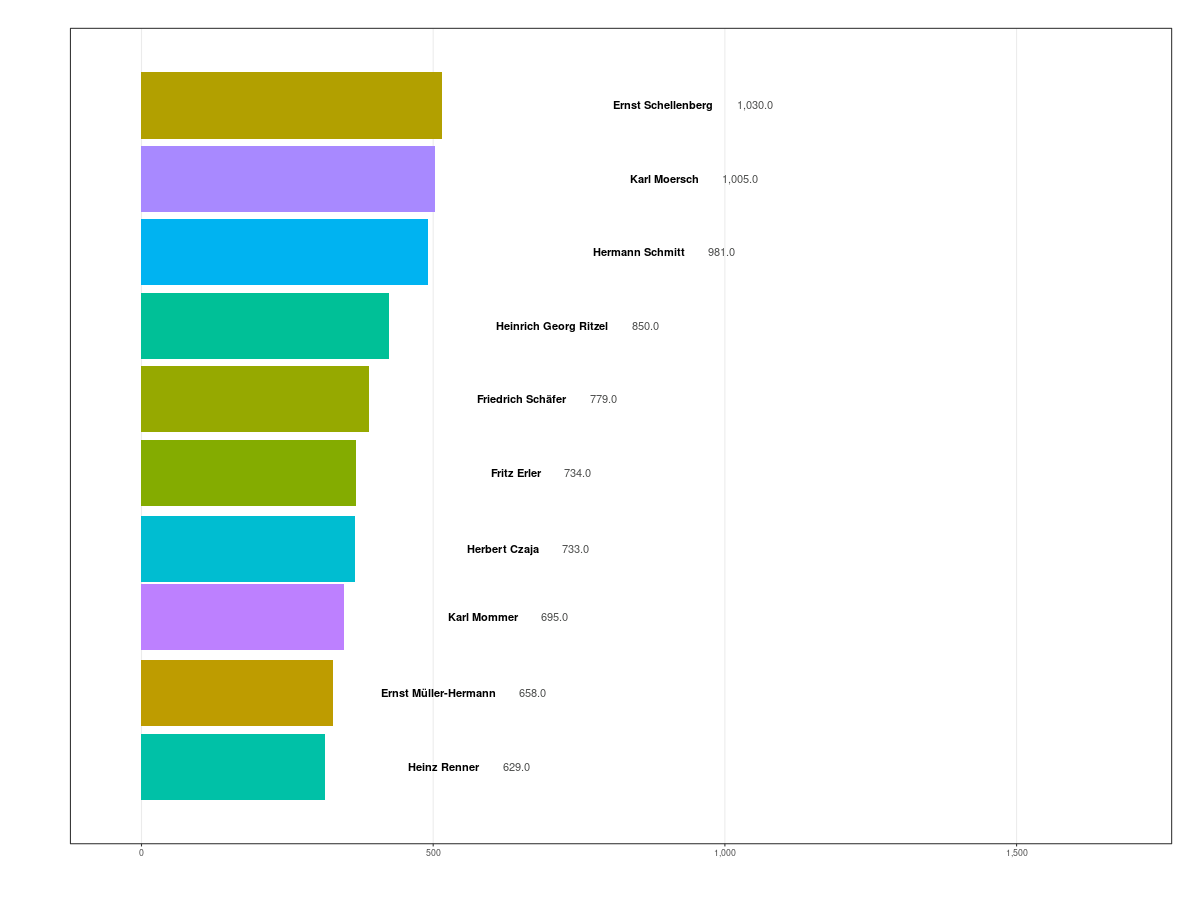 Ernst Schellenberg 1,030.0
Karl Moersch 1,005.0
Hermann Schmitt 981.0
Heinrich Georg Ritzel 850.0
Friedrich Schäfer 779.0
Fritz Erler 734.0
Herbert Czaja 733.0
Karl Mommer 695.0
Ernst Müller-Hermann 658.0
Heinz Renner 629.0
0 500 1,000 1,500